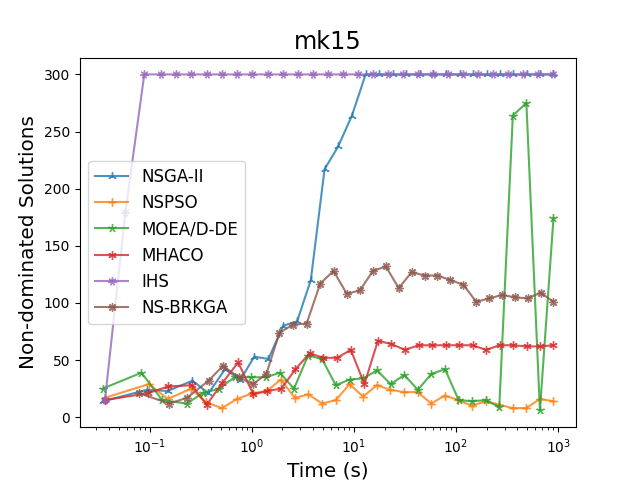 mk15
Non-dominated Solutions
300
250
200
150
100
50
0
NSGA-II
NSPSO
MOEA/D-DE
MHACO
IHS
NS-BRKGA
10⁻¹
10⁰
10¹
10²
10³
Time (s)